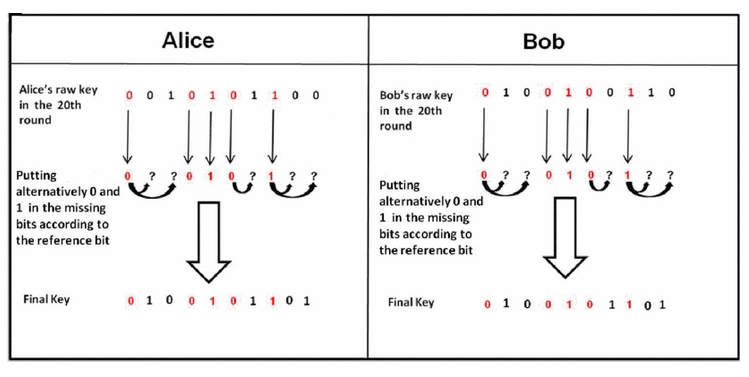 Alice
Alice's raw key
in the 20th
round
0 0 1 0 1 0 1 1 0 0
Putting
alternatively 0 and
1 in the missing
bits according to
the reference bit
0 ? ? 0 1 0 ? 1 ? ?
Final Key
0 1 0 0 1 0 1 1 0 1
Bob
Bob's raw key
in the 20th
round
0 1 0 0 1 0 0 1 1 0
Putting
alternatively 0 and
1 in the missing
bits according to
the reference bit
0 ? ? 0 1 0 ? 1 ? ?
Final Key
0 1 0 0 1 0 1 1 0 1